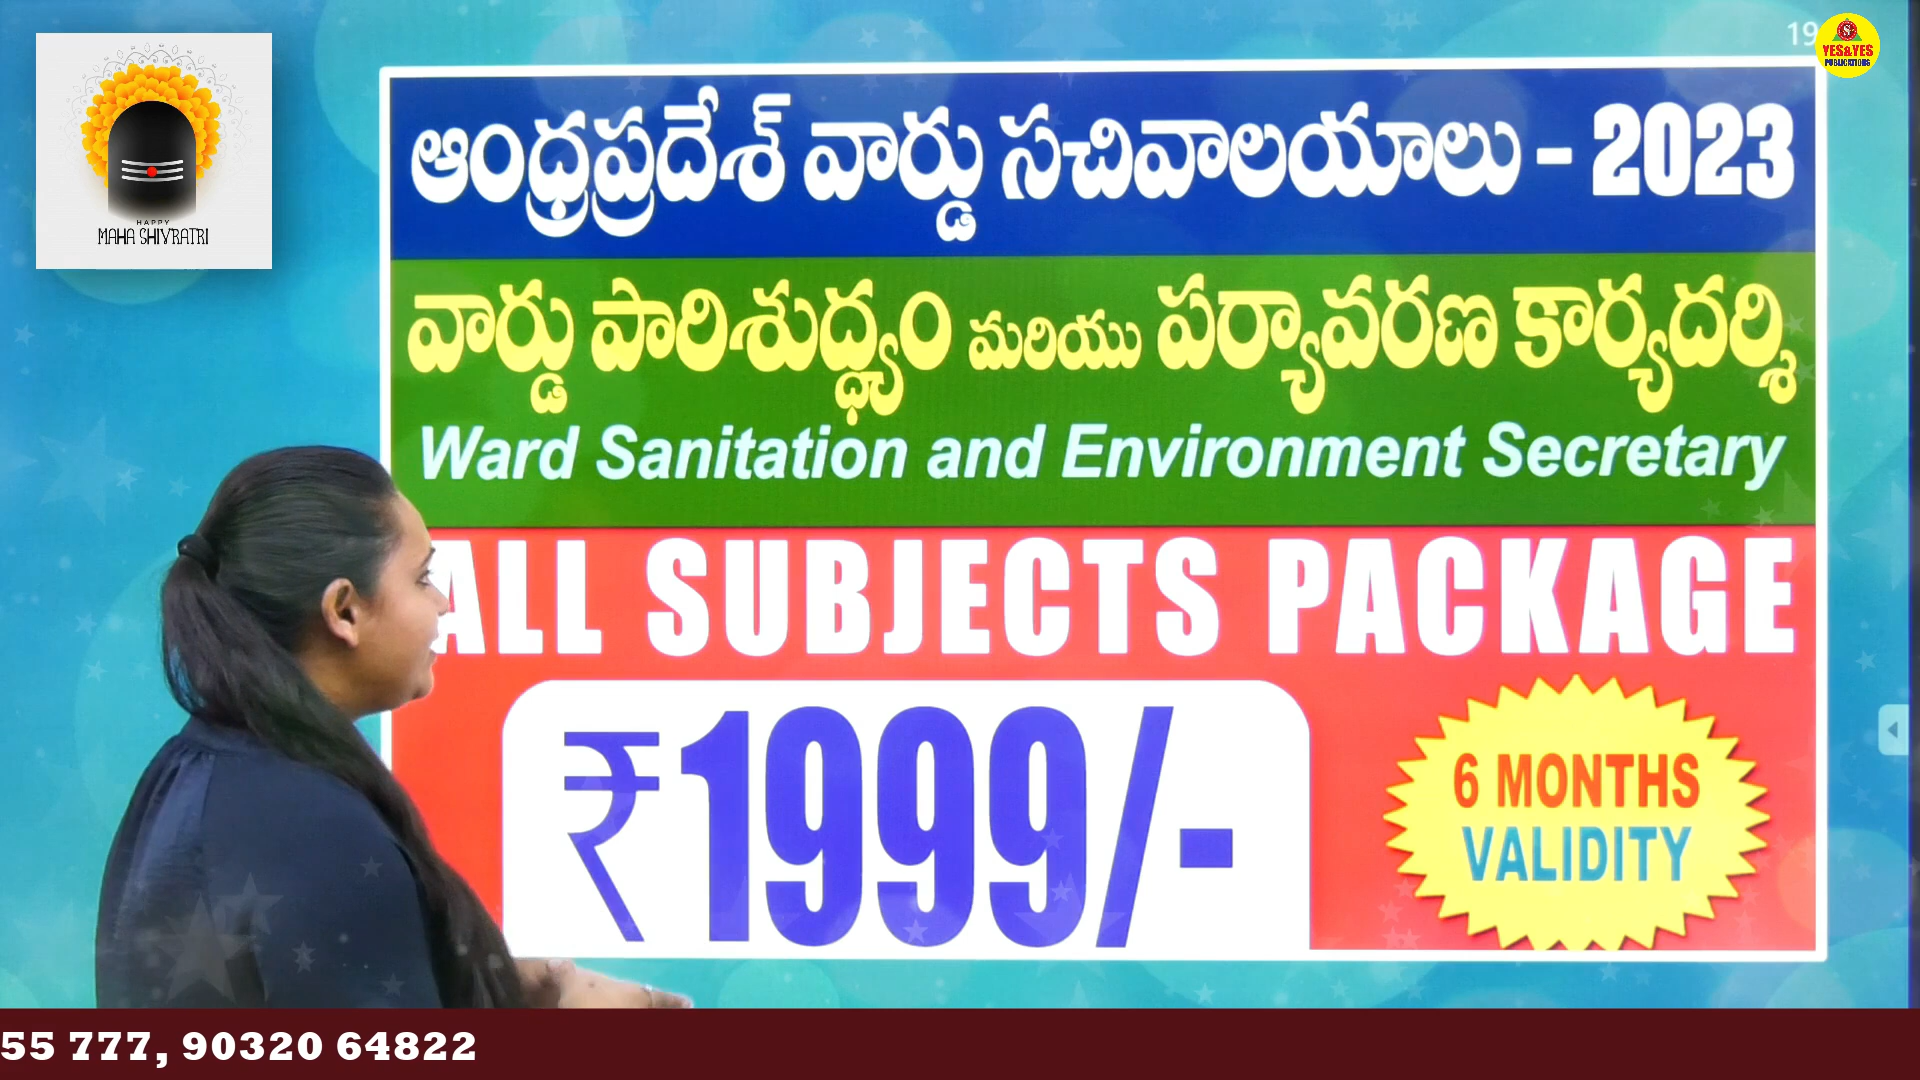 19
YES&YES
PUBLICATIONS
HAPPY
MAHA SHIVRATRI
ఆంధ్రప్రదేశ్ వార్డు సచివాలయాలు - 2023
వార్డు పారిశుద్ధ్యం మరియు పర్యావరణ కార్యదర్శి
Ward Sanitation and Environment Secretary
ALL SUBJECTS PACKAGE
₹1999/-
6 MONTHS
VALIDITY
55 777, 90320 64822